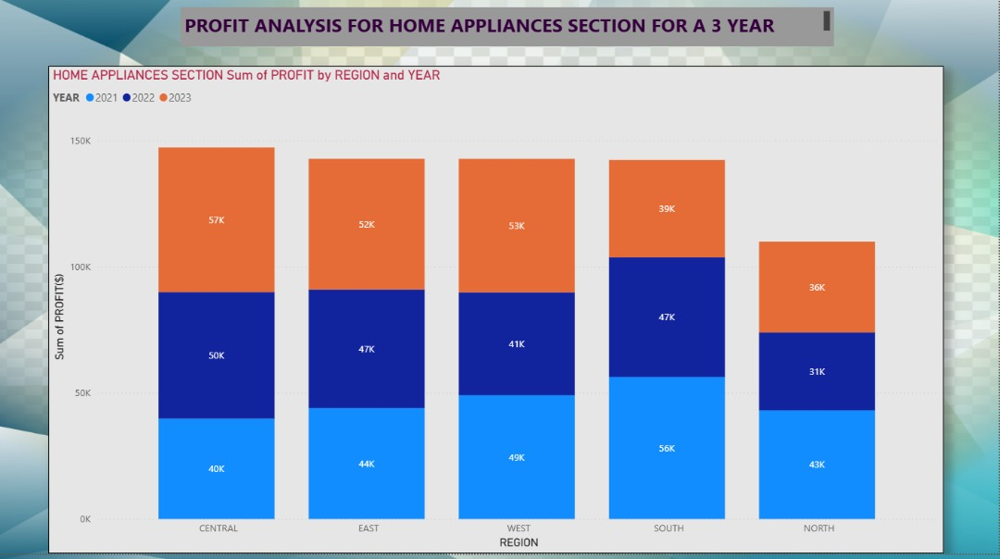 PROFIT ANALYSIS FOR HOME APPLIANCES SECTION FOR A 3 YEAR
HOME APPLIANCES SECTION Sum of PROFIT by REGION and YEAR
YEAR 2021 2022 2023
150K
100K
50K
0K
Sum of PROFIT($)
57K 52K 53K 39K 36K
50K 47K 41K 47K 31K
40K 44K 49K 56K 43K
CENTRAL EAST WEST SOUTH NORTH
REGION